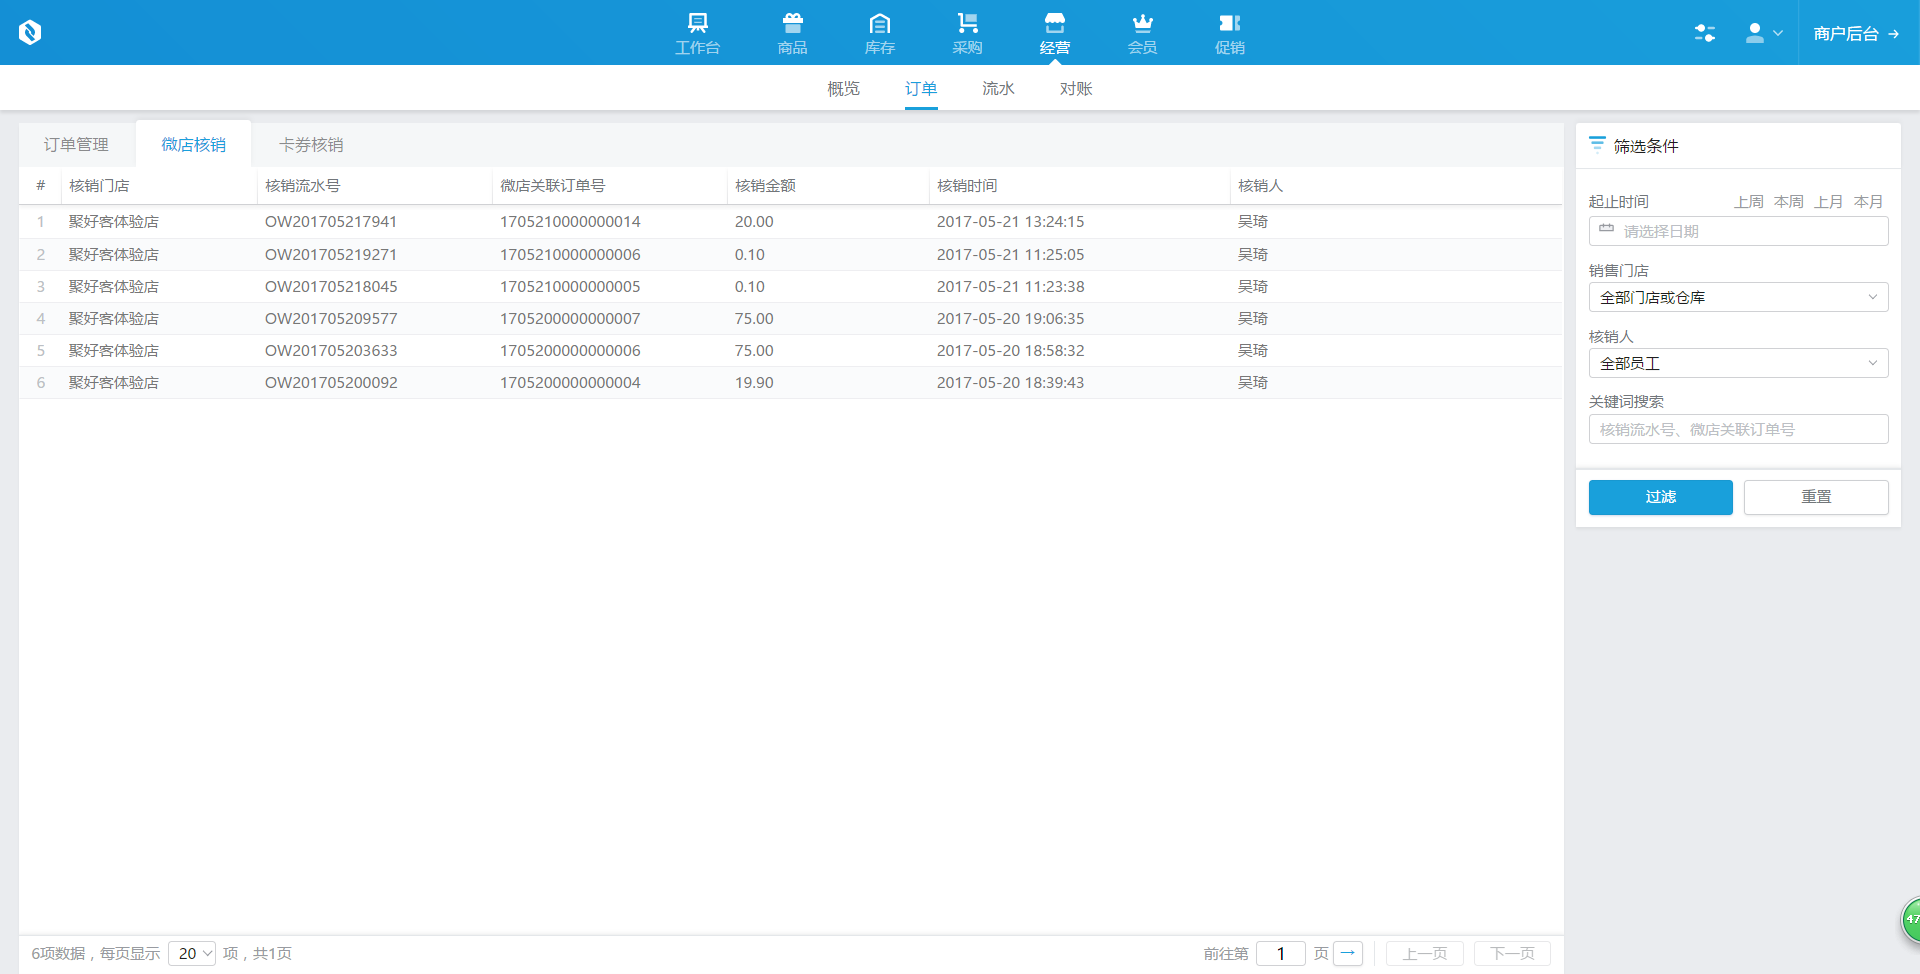 工作台 商品 库存 采购 经营 会员 促销 商户后台
概览 订单 流水 对账
订单管理 微店核销 卡券核销
# 核销门店 核销流水号 微店关联订单号 核销金额 核销时间 核销人
1 聚好客体验店 OW201705217941 1705210000000014 20.00 2017-05-21 13:24:15 吴琦
2 聚好客体验店 OW201705219271 1705210000000006 0.10 2017-05-21 11:25:05 吴琦
3 聚好客体验店 OW201705218045 1705210000000005 0.10 2017-05-21 11:23:38 吴琦
4 聚好客体验店 OW201705209577 1705200000000007 75.00 2017-05-20 19:06:35 吴琦
5 聚好客体验店 OW201705203633 1705200000000006 75.00 2017-05-20 18:58:32 吴琦
6 聚好客体验店 OW201705200092 1705200000000004 19.90 2017-05-20 18:39:43 吴琦
筛选条件
起止时间 上周 本周 上月 本月
请选择日期
销售门店
全部门店或仓库
核销人
全部员工
关键词搜索
核销流水号、微店关联订单号
过滤 重置
47
6项数据，每页显示 20 项，共1页 前往第 1 页 → 上一页 下一页